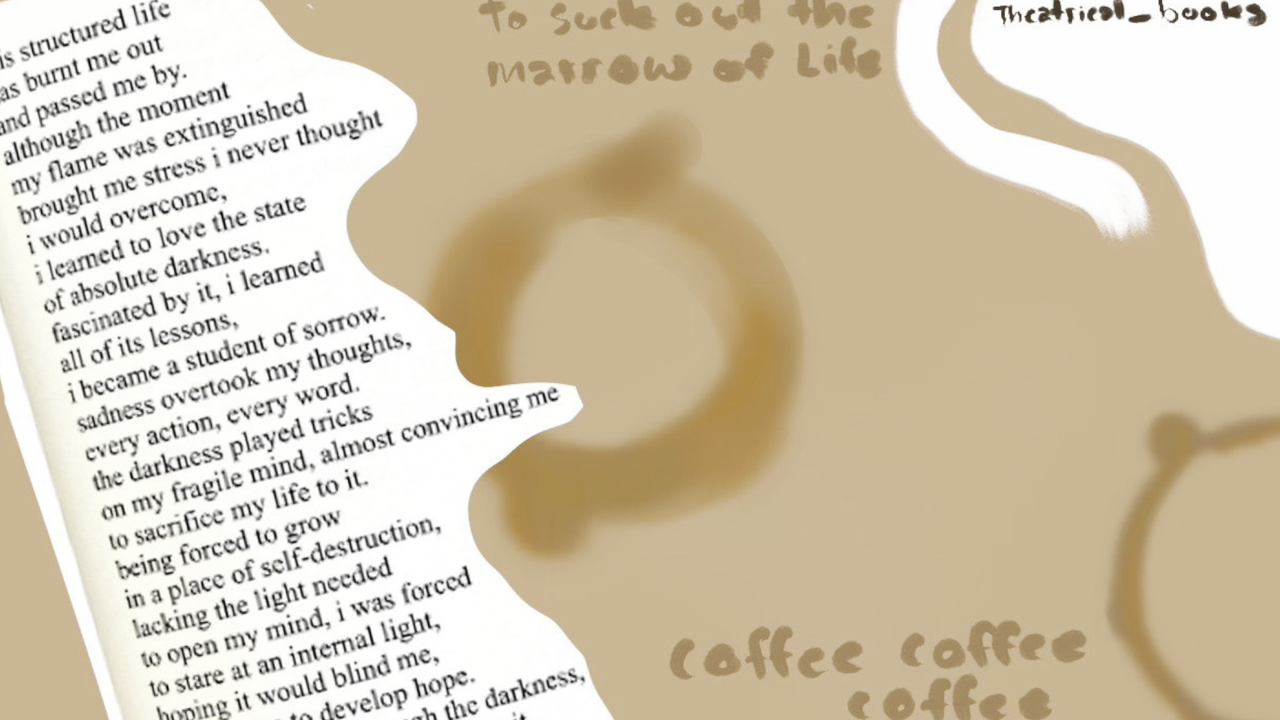 is structured life
as burnt me out
and passed me by.
although the moment
my flame was extinguished
brought me stress i never thought
i would overcome,
i learned to love the state
of absolute darkness.
fascinated by it, i learned
all of its lessons,
i became a student of sorrow.
sadness overtook my thoughts,
every action, every word.
the darkness played tricks
on my fragile mind, almost convincing me
to sacrifice my life to it.
being forced to grow
in a place of self-destruction,
lacking the light needed
to open my mind, i was forced
to stare at an internal light,
hoping it would blind me,
to develop hope.
the darkness,
To suck out the
marrow of Life
Theatrical_books
coffee coffee
coffee